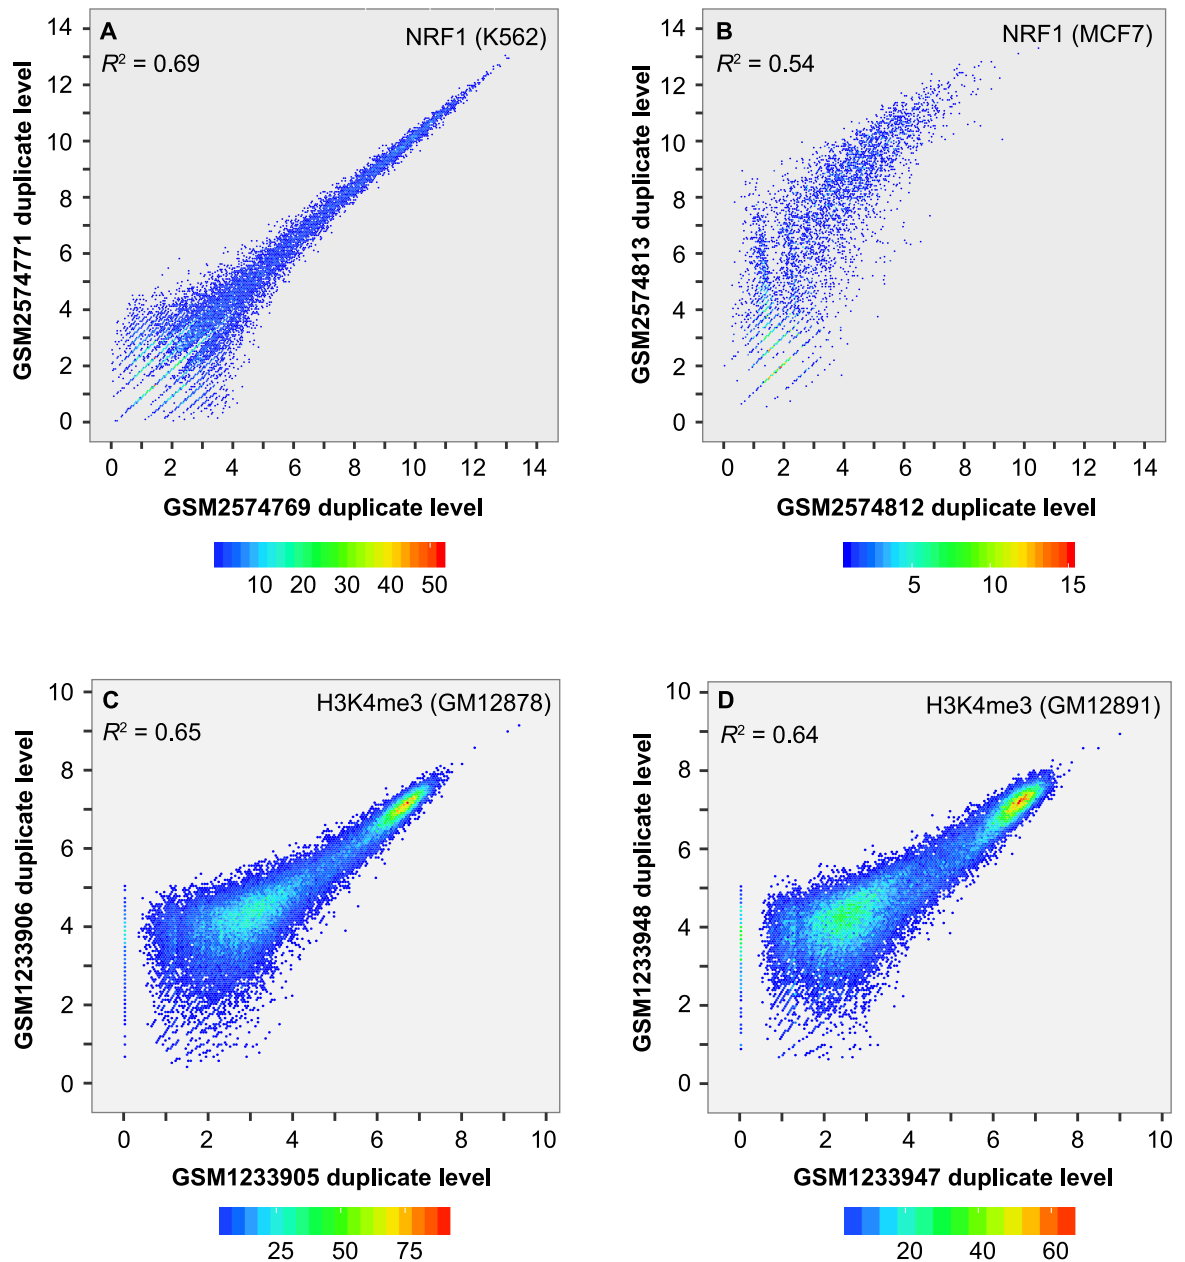 A
NRF1 (K562)
R² = 0.69
14
12
10
8
6
4
2
0
GSM2574771 duplicate level
0 2 4 6 8 10 12 14
GSM2574769 duplicate level
10 20 30 40 50
B
NRF1 (MCF7)
R² = 0.54
14
12
10
8
6
4
2
0
GSM2574813 duplicate level
0 2 4 6 8 10 12 14
GSM2574812 duplicate level
5 10 15
C
H3K4me3 (GM12878)
R² = 0.65
10
8
6
4
2
0
GSM1233906 duplicate level
0 2 4 6 8 10
GSM1233905 duplicate level
25 50 75
D
H3K4me3 (GM12891)
R² = 0.64
10
8
6
4
2
0
GSM1233948 duplicate level
0 2 4 6 8 10
GSM1233947 duplicate level
20 40 60